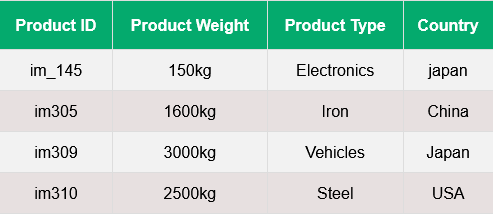 Product ID Product Weight Product Type Country
im_145 150kg Electronics japan
im305 1600kg Iron China
im309 3000kg Vehicles Japan
im310 2500kg Steel USA